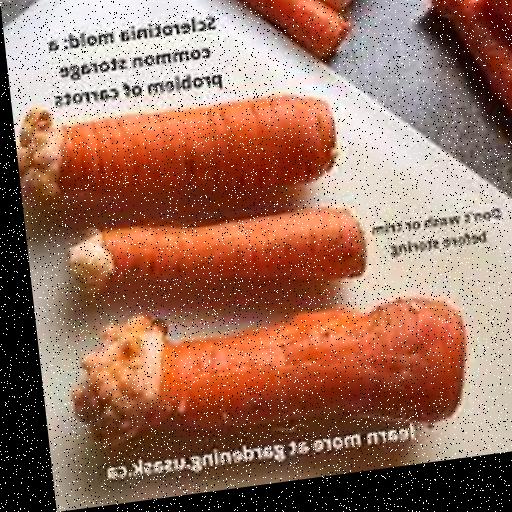 Sclerotinia mold: a
common storage
problem of carrots
Don't wash or trim
before storing.
learn more at gardening.usask.ca